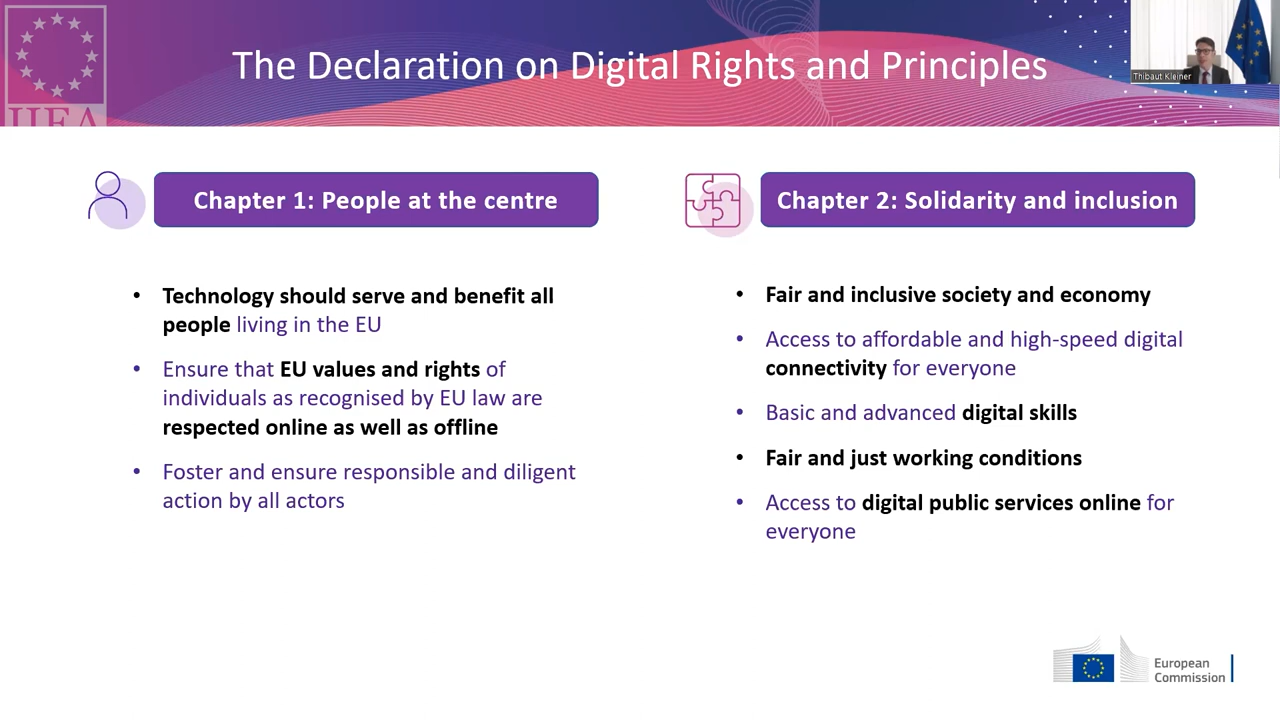 The Declaration on Digital Rights and Principles
Thibaut Kleiner
IIEA
Chapter 1: People at the centre
Technology should serve and benefit all
people living in the EU
Ensure that EU values and rights of
individuals as recognised by EU law are
respected online as well as offline
Foster and ensure responsible and diligent
action by all actors
Chapter 2: Solidarity and inclusion
Fair and inclusive society and economy
Access to affordable and high-speed digital
connectivity for everyone
Basic and advanced digital skills
Fair and just working conditions
Access to digital public services online for
everyone
European
Commission